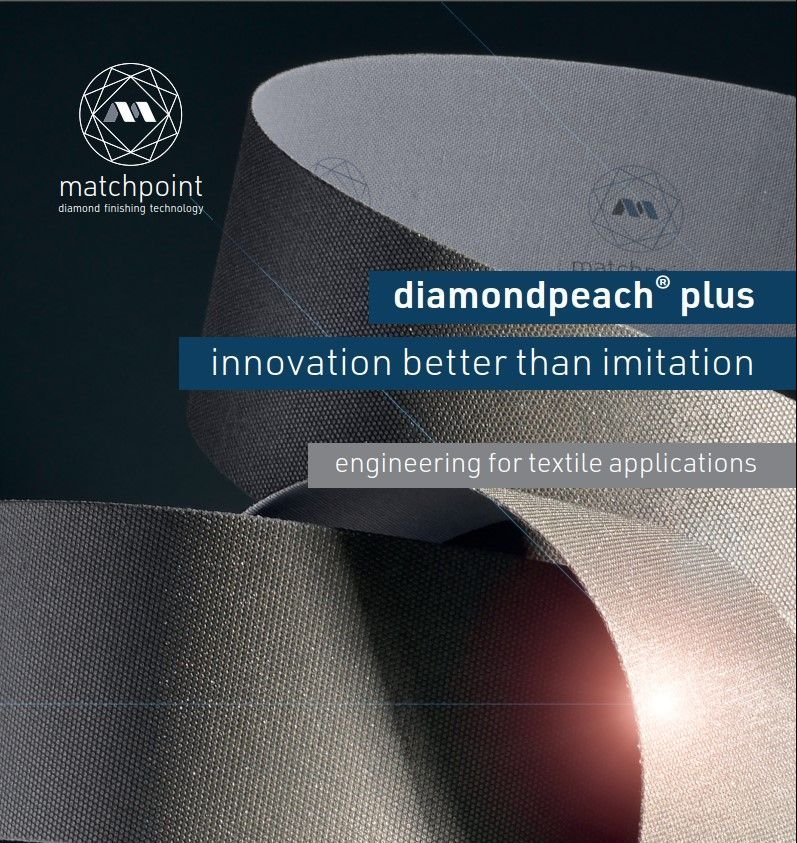 matchpoint
diamond finishing technology
diamondpeach® plus
innovation better than imitation
engineering for textile applications